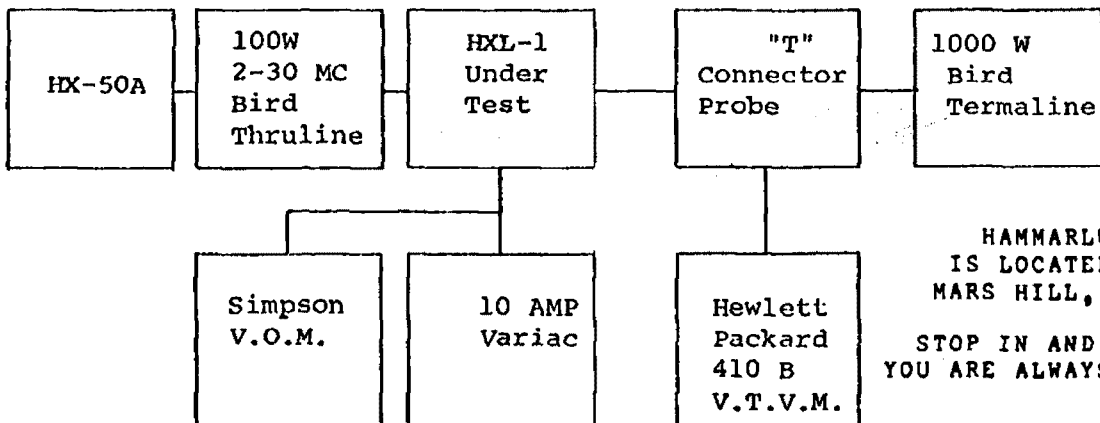 HX-50A
100W
2-30 MC
Bird
Thruline
HXL-1
Under
Test
"T"
Connector
Probe
1000 W
Bird
Termaline
Simpson
V.O.M.
10 AMP
Variac
Hewlett
Packard
410 B
V.T.V.M.
IS
MARS HILL,
STOP IN AND
YOU ARE ALWAYS